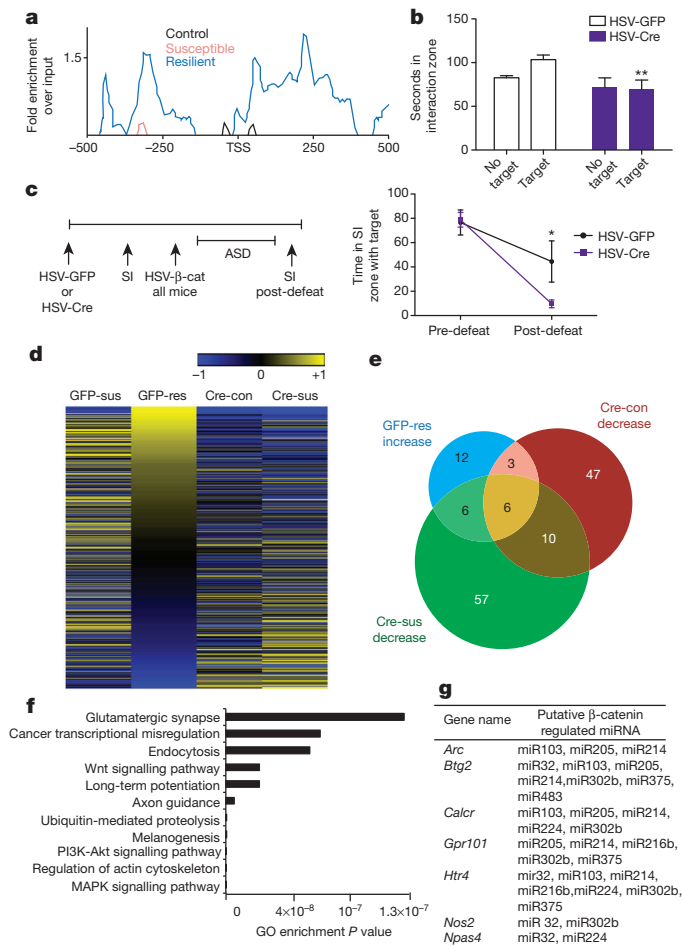 a
Control
Susceptible
Resilient
Fold enrichment
over input
1.5
−500
−250
TSS
250
500
b
HSV-GFP
HSV-Cre
Seconds in
interaction zone
150
100
50
0
**
No
target
Target
No
target
Target
c
ASD
HSV-GFP
or
HSV-Cre
SI
HSV-β-cat
all mice
SI
post-defeat
Time in SI
zone with target
100
80
60
40
20
0
*
HSV-GFP
HSV-Cre
Pre-defeat
Post-defeat
d
−1
0
+1
GFP-sus
GFP-res
Cre-con
Cre-sus
e
GFP-res
increase
Cre-con
decrease
12
3
47
6
6
10
57
Cre-sus
decrease
f
Glutamatergic synapse
Cancer transcriptional misregulation
Endocytosis
Wnt signalling pathway
Long-term potentiation
Axon guidance
Ubiquitin-mediated proteolysis
Melanogenesis
PI3K-Akt signalling pathway
Regulation of actin cytoskeleton
MAPK signalling pathway
0
4×10⁻⁸
10⁻⁷
1.3×10⁻⁷
GO enrichment P value
g
Gene name
Putative β-catenin
regulated miRNA
Arc miR103, miR205, miR214
Btg2 miR32, miR103, miR205,
miR214,miR302b, miR375,
miR483
Calcr miR103, miR205, miR214,
miR224, miR302b
Gpr101 miR205, miR214, miR216b,
miR302b, miR375
Htr4 mir32, miR103, miR214,
miR216b,miR224, miR302b,
miR375
Nos2 miR 32, miR302b
Npas4 miR32, miR224